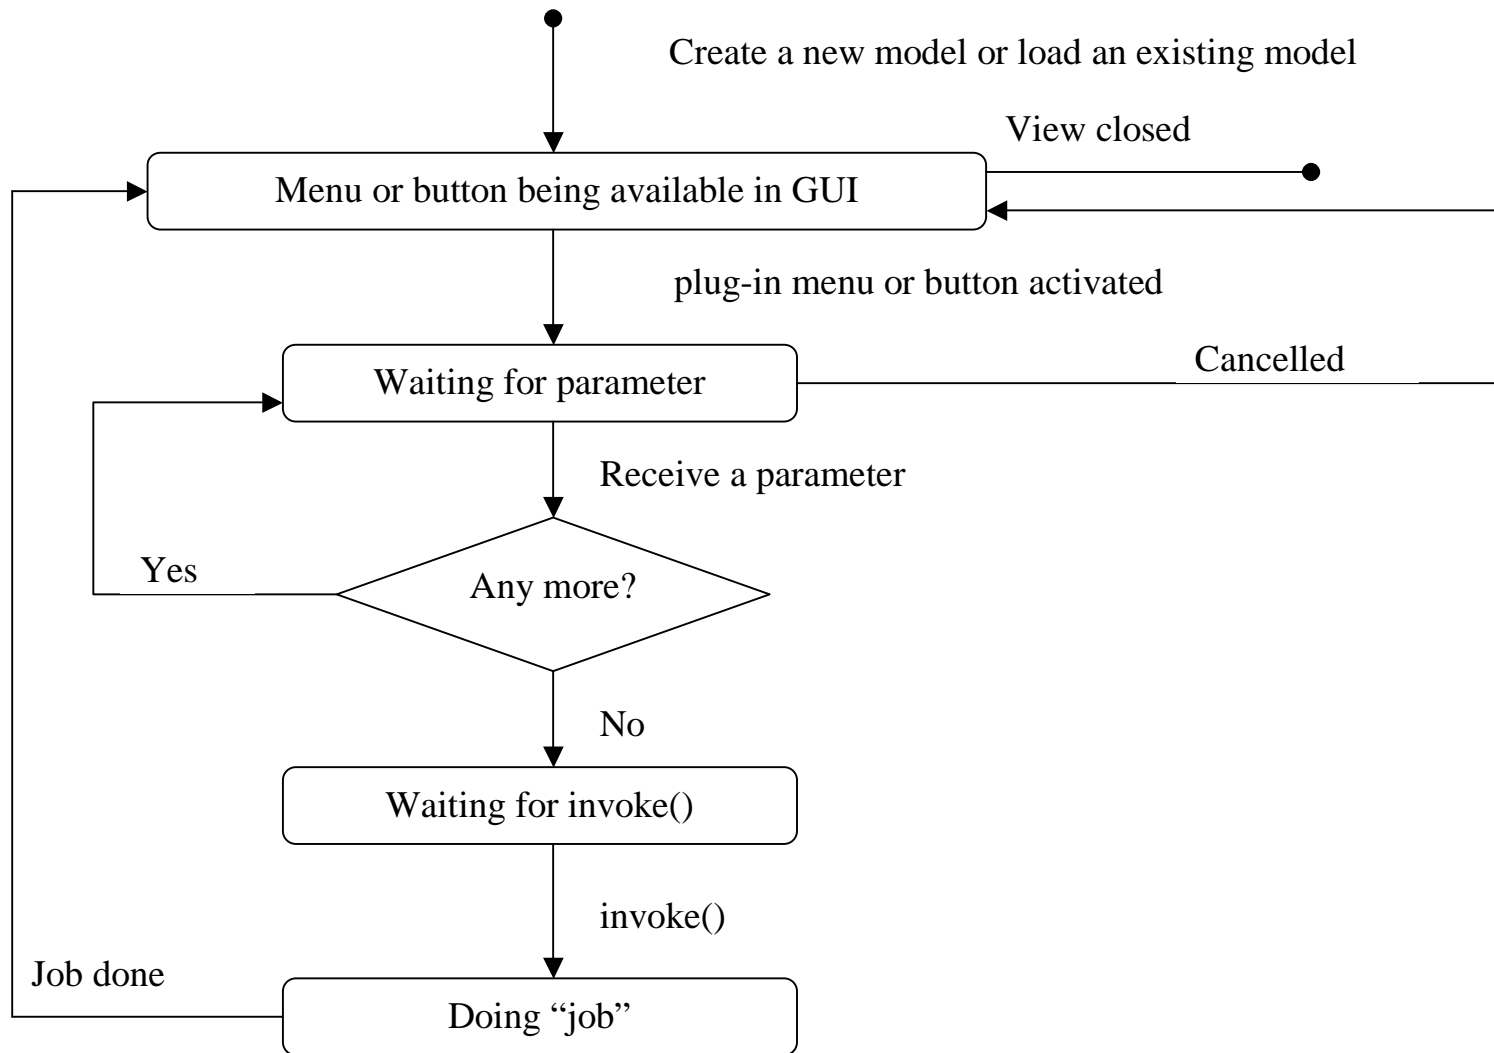 Create a new model or load an existing model
View closed
Menu or button being available in GUI
plug-in menu or button activated
Cancelled
Waiting for parameter
Receive a parameter
Yes
Any more?
No
Waiting for invoke()
invoke()
Job done
Doing “job”